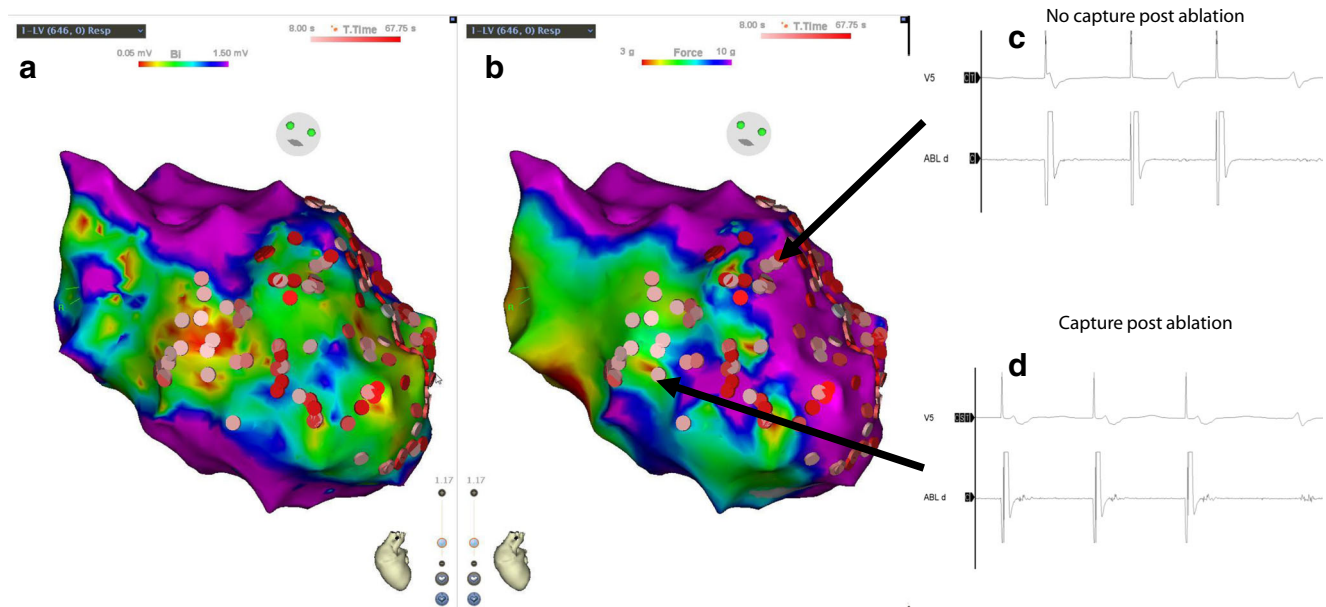 1-LV (646, 0) Resp
8.00 s T.Time 67.75 s
0.05 mV Bi 1.50 mV
a
1.17
1-LV (646, 0) Resp
8.00 s T.Time 67.75 s
3 g Force 10 g
b
1.17
No capture post ablation
c
V5
ABL d
Capture post ablation
d
V5
ABL d